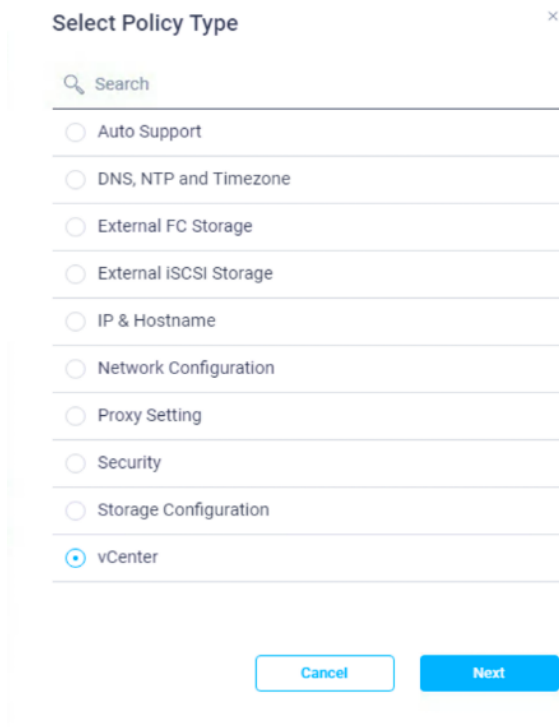 Select Policy Type
Search
Auto Support
DNS, NTP and Timezone
External FC Storage
External iSCSI Storage
IP & Hostname
Network Configuration
Proxy Setting
Security
Storage Configuration
vCenter
Cancel Next